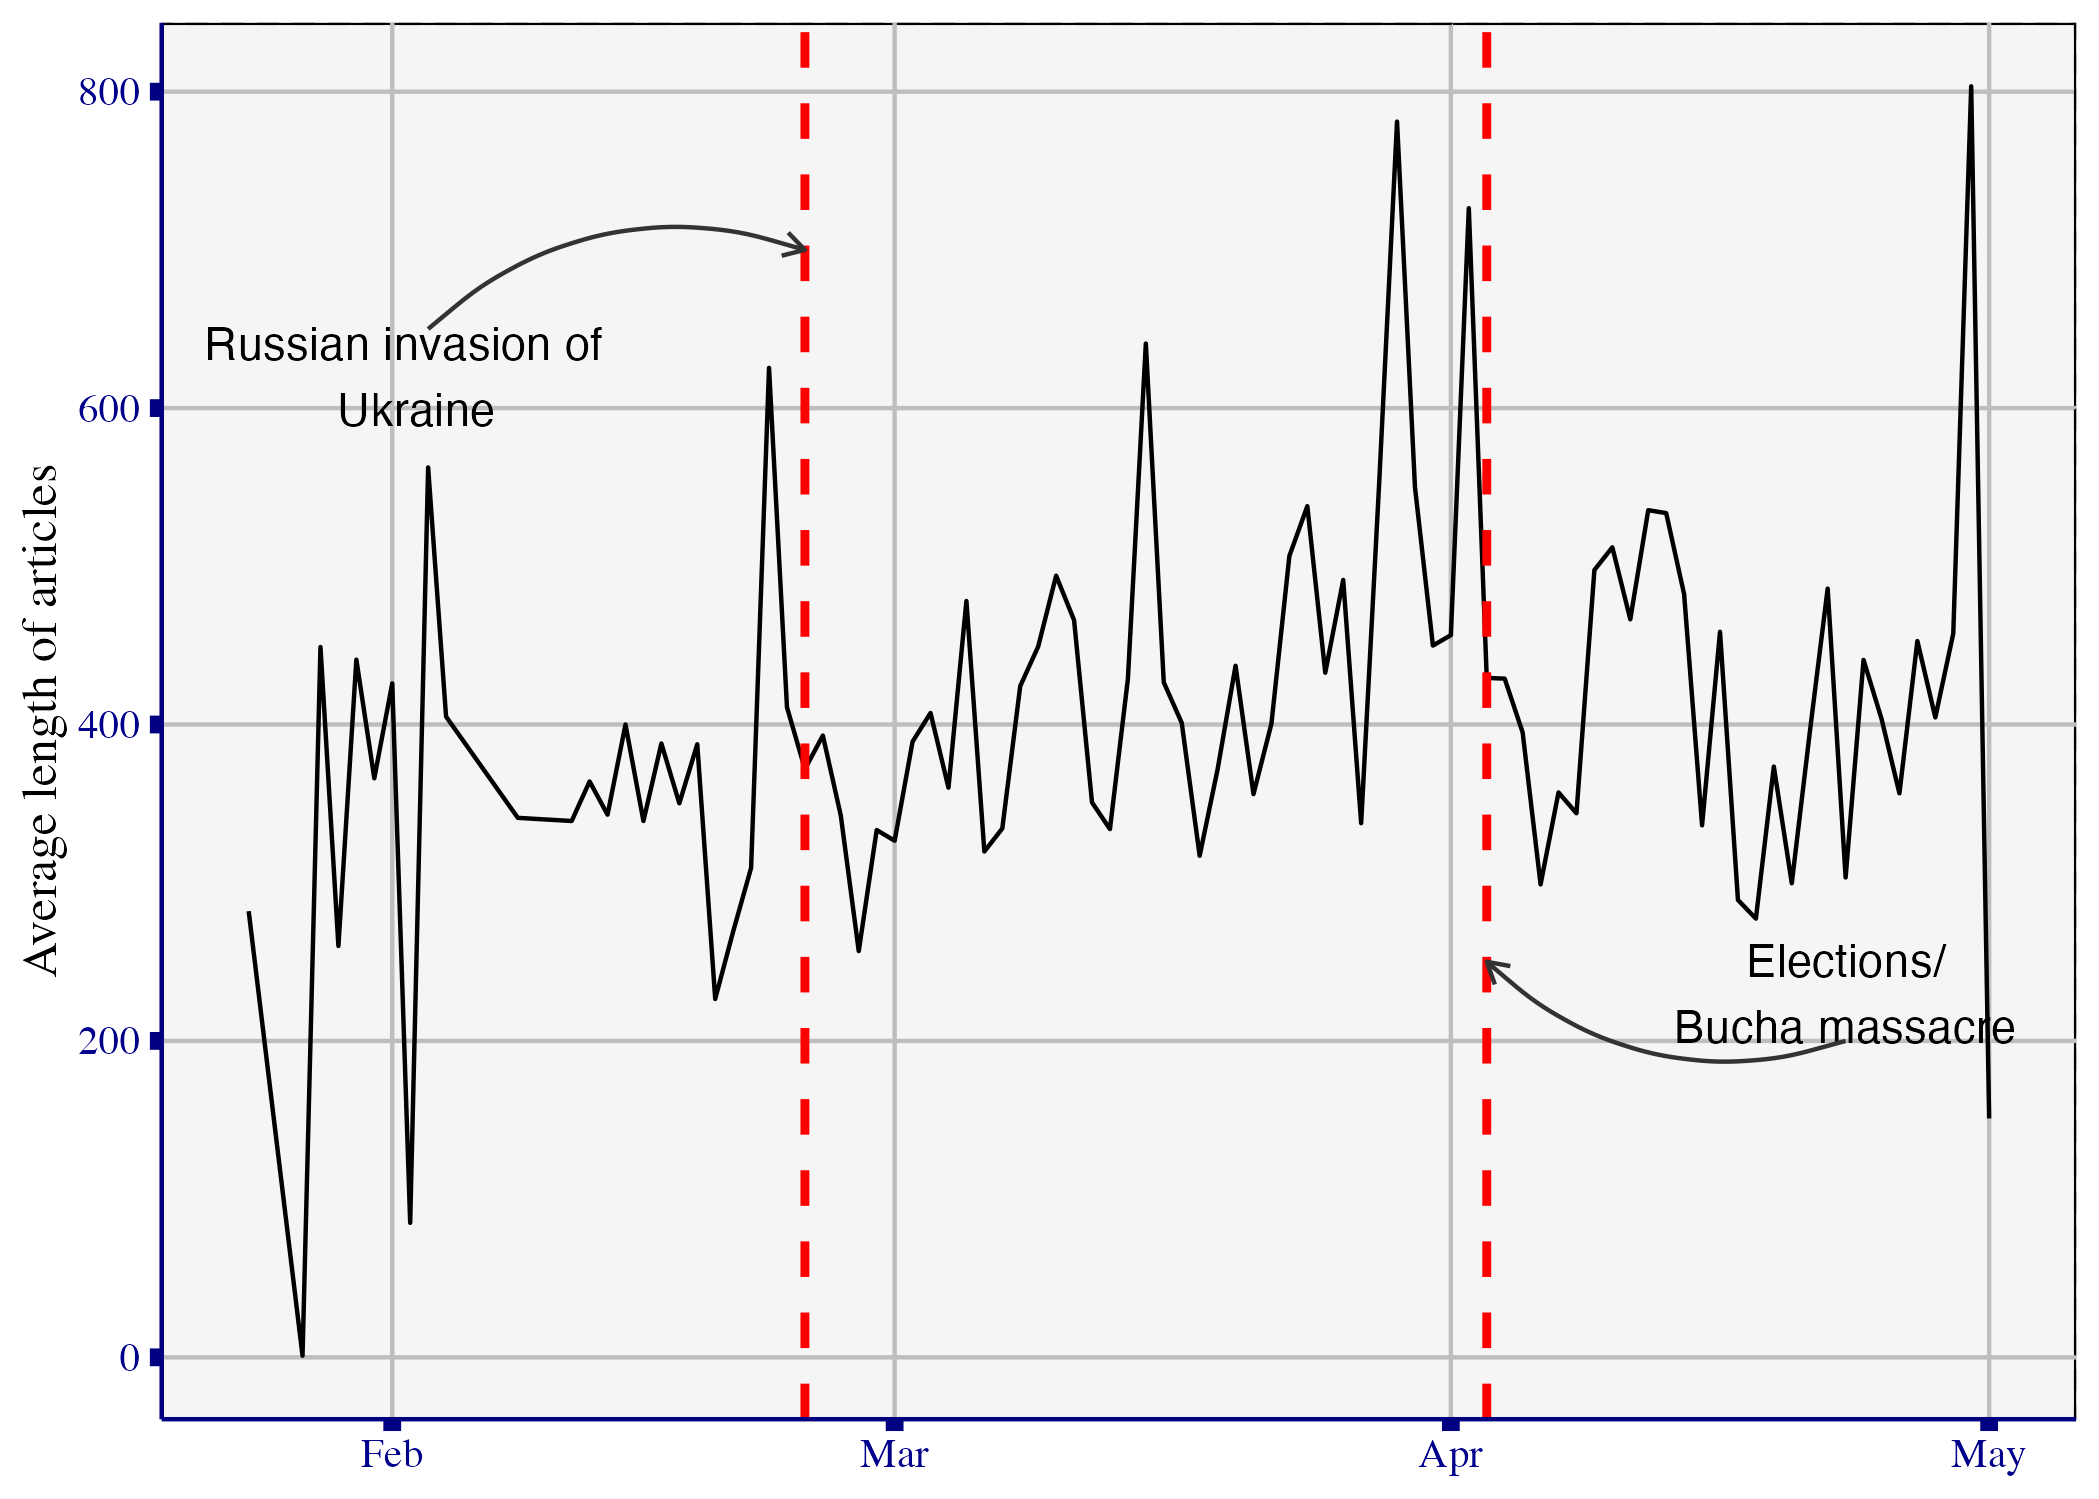 Average length of articles
800
600
400
200
0
Russian invasion of
Ukraine
Elections/
Bucha massacre
Feb
Mar
Apr
May